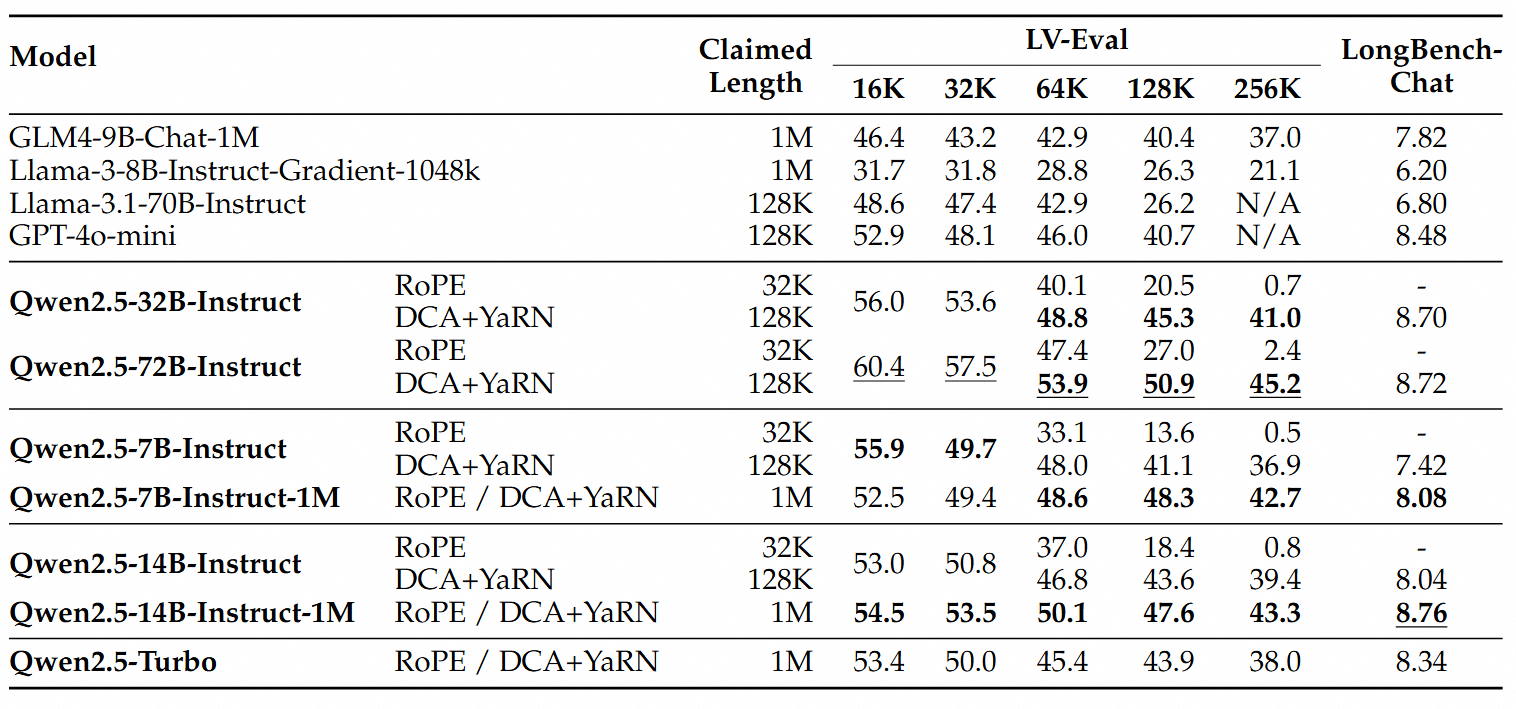 Model Claimed Length LV-Eval LongBench-Chat
16K 32K 64K 128K 256K
GLM4-9B-Chat-1M 1M 46.4 43.2 42.9 40.4 37.0 7.82
Llama-3-8B-Instruct-Gradient-1048k 1M 31.7 31.8 28.8 26.3 21.1 6.20
Llama-3.1-70B-Instruct 128K 48.6 47.4 42.9 26.2 N/A 6.80
GPT-4o-mini 128K 52.9 48.1 46.0 40.7 N/A 8.48
Qwen2.5-32B-Instruct RoPE 32K 56.0 53.6 40.1 20.5 0.7 -
DCA+YaRN 128K 48.8 45.3 41.0 8.70
Qwen2.5-72B-Instruct RoPE 32K 60.4 57.5 47.4 27.0 2.4 -
DCA+YaRN 128K 53.9 50.9 45.2 8.72
Qwen2.5-7B-Instruct RoPE 32K 55.9 49.7 33.1 13.6 0.5 -
DCA+YaRN 128K 48.0 41.1 36.9 7.42
Qwen2.5-7B-Instruct-1M RoPE / DCA+YaRN 1M 52.5 49.4 48.6 48.3 42.7 8.08
Qwen2.5-14B-Instruct RoPE 32K 53.0 50.8 37.0 18.4 0.8 -
DCA+YaRN 128K 46.8 43.6 39.4 8.04
Qwen2.5-14B-Instruct-1M RoPE / DCA+YaRN 1M 54.5 53.5 50.1 47.6 43.3 8.76
Qwen2.5-Turbo RoPE / DCA+YaRN 1M 53.4 50.0 45.4 43.9 38.0 8.34